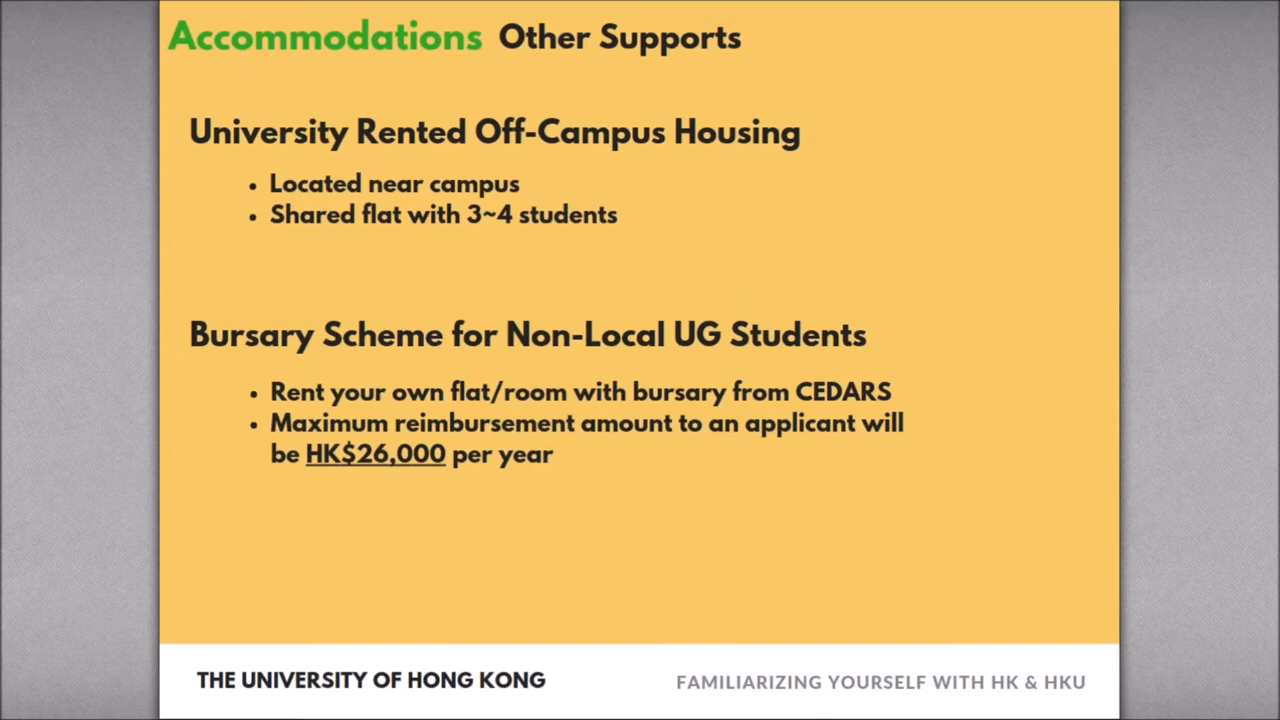 Accommodations Other Supports
University Rented Off-Campus Housing
• Located near campus
• Shared flat with 3~4 students
Bursary Scheme for Non-Local UG Students
• Rent your own flat/room with bursary from CEDARS
• Maximum reimbursement amount to an applicant will
be HK$26,000 per year
THE UNIVERSITY OF HONG KONG
FAMILIARIZING YOURSELF WITH HK & HKU